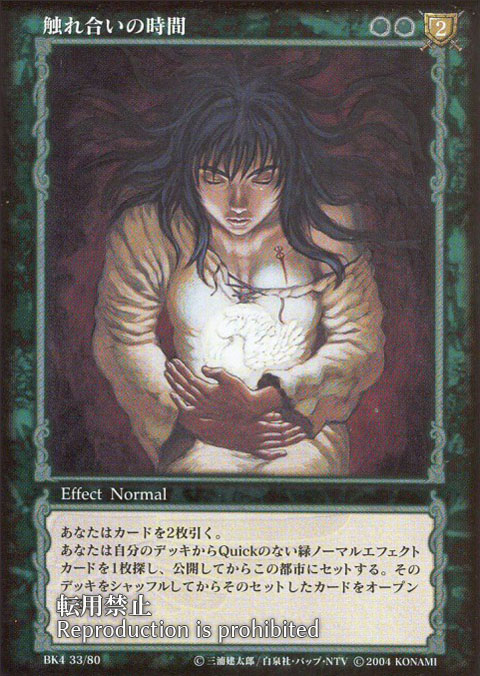 触れ合いの時間
2
Effect Normal
あなたはカードを2枚引く。
あなたは自分のデッキからQuickのない緑ノーマルエフェクト
カードを1枚探し、公開してからこの都市にセットする。その
デッキをシャッフルしてからそのセットしたカードをオープン
転用禁止
Reproduction is prohibited
BK4 33/80
©三浦建太郎/白泉社・バップ・NTV ©2004 KONAMI